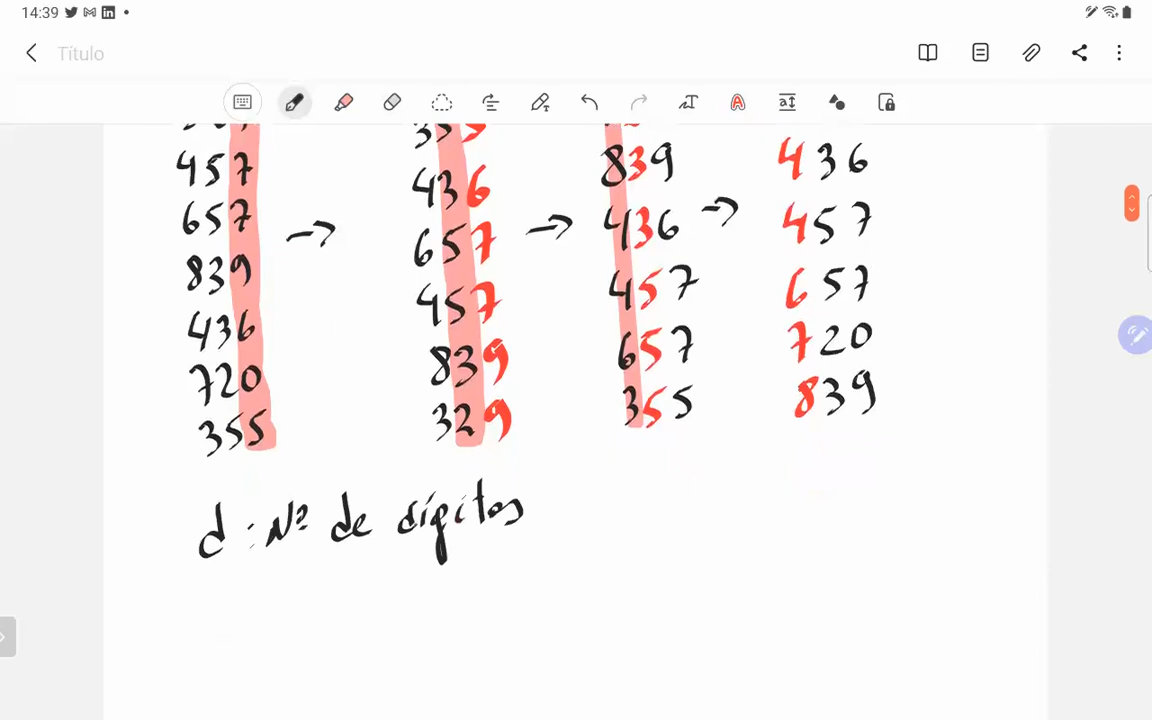 14:39
Título
355 839 436
457 436 436 457
657 → 657 → 457 → 657
839 457 657 720
436 839 355 839
720 329
355
d : Nº de dígitos